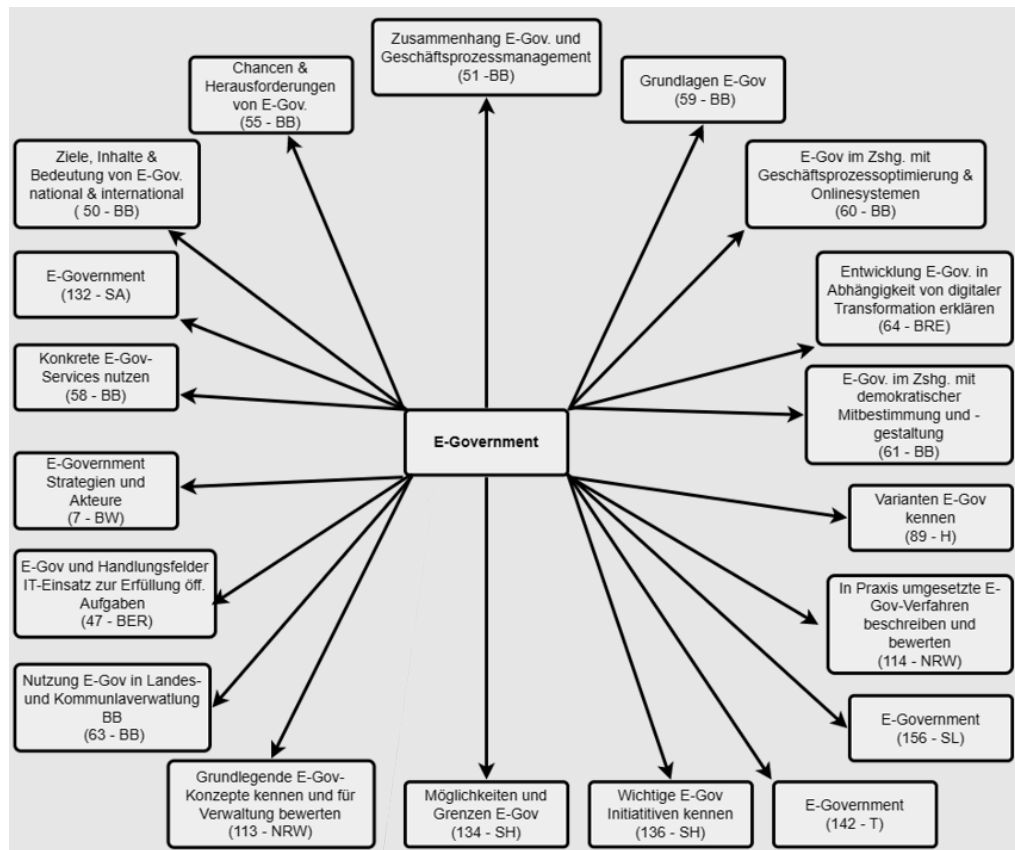 Zusammenhang E-Gov. und
Geschäftsprozessmanagement
(51 -BB)
Chancen &
Herausforderungen
von E-Gov.
(55 - BB)
Grundlagen E-Gov
(59 - BB)
Ziele, Inhalte &
Bedeutung von E-Gov.
national & international
( 50 - BB)
E-Gov im Zshg. mit
Geschäftsprozessoptimierung &
Onlinesystemen
(60 - BB)
E-Government
(132 - SA)
Entwicklung E-Gov. in
Abhängigkeit von digitaler
Transformation erklären
(64 - BRE)
Konkrete E-Gov-
Services nutzen
(58 - BB)
E-Gov. im Zshg. mit
demokratischer
Mitbestimmung und -
gestaltung
(61 - BB)
E-Government
E-Government
Strategien und
Akteure
(7 - BW)
Varianten E-Gov
kennen
(89 - H)
E-Gov und Handlungsfelder
IT-Einsatz zur Erfüllung öff.
Aufgaben
(47 - BER)
In Praxis umgesetzte E-
Gov-Verfahren
beschreiben und
bewerten
(114 - NRW)
Nutzung E-Gov in Landes-
und Kommunlaverwatlung
BB
(63 - BB)
E-Government
(156 - SL)
Grundlegende E-Gov-
Konzepte kennen und für
Verwaltung bewerten
(113 - NRW)
Möglichkeiten und
Grenzen E-Gov
(134 - SH)
Wichtige E-Gov
Initiatitiven kennen
(136 - SH)
E-Government
(142 - T)